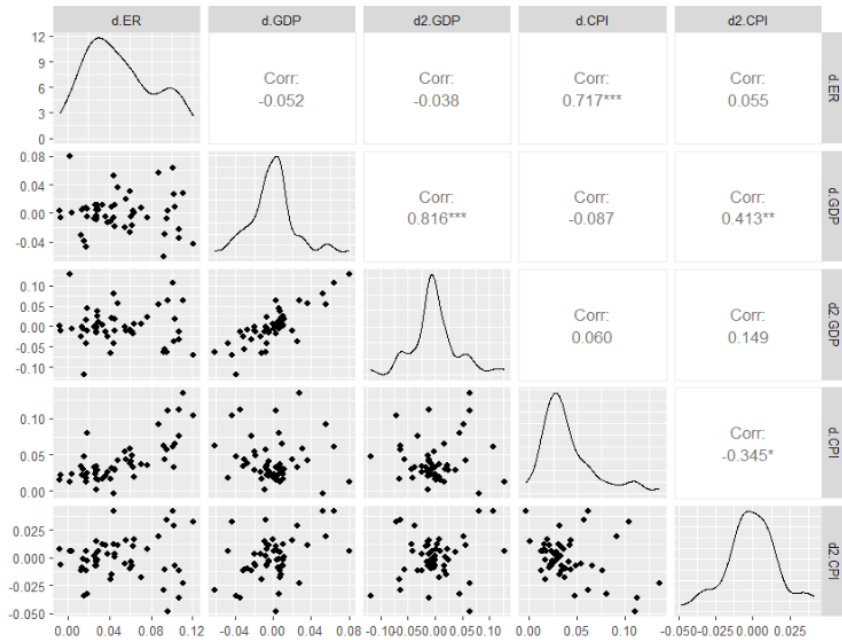 d.ER d.GDP d2.GDP d.CPI d2.CPI
12
9
6
3
0
Corr:
-0.052
Corr:
-0.038
Corr:
0.717***
Corr:
0.055
d.ER
0.08
0.04
0.00
-0.04
Corr:
0.816***
Corr:
-0.087
Corr:
0.413**
d.GDP
0.10
0.05
0.00
-0.05
-0.10
Corr:
0.060
Corr:
0.149
d2.GDP
0.10
0.05
0.00
Corr:
-0.345*
d.CPI
0.025
0.000
-0.025
-0.050
d2.CPI
0.00 0.04 0.08 0.12 -0.04 0.00 0.04 0.08 -0.10 -0.05 0.00 0.05 0.10 0.00 0.05 0.10 -0.050 -0.025 0.000 0.025